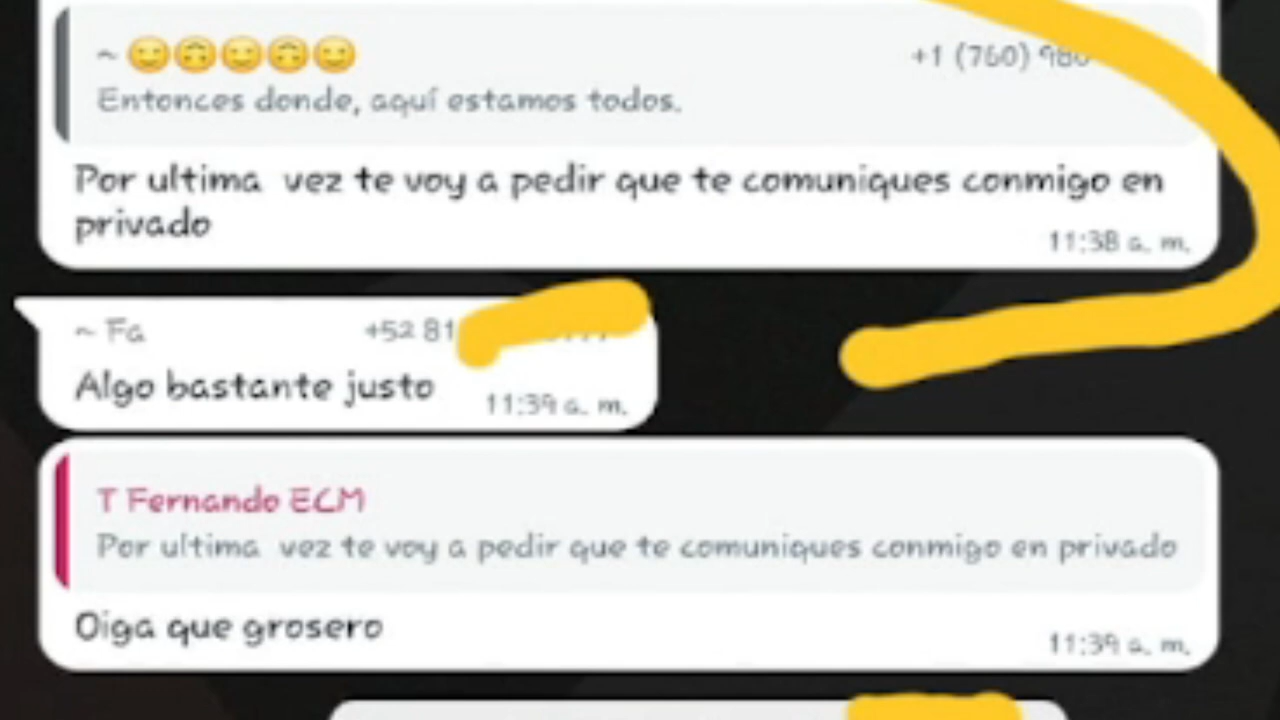 ~ 😊🙃😊🙃😊 +1 (760) 980
Entonces donde, aquí estamos todos.
Por ultima vez te voy a pedir que te comuniques conmigo en
privado
11:38 a. m.
~ Fa +52 81
Algo bastante justo
11:39 a. m.
T Fernando ECM
Por ultima vez te voy a pedir que te comuniques conmigo en privado
Oiga que grosero
11:39 a. m.